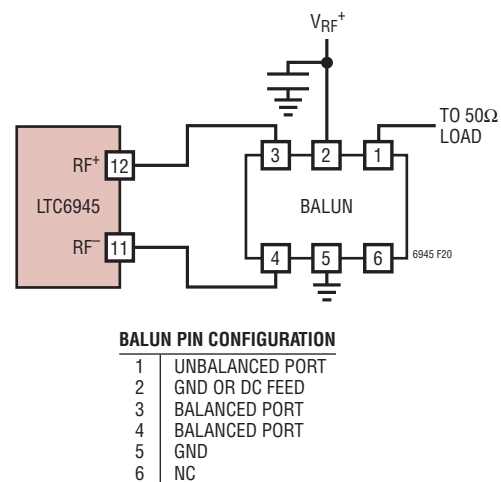 VRF+
TO 50Ω
LOAD
3
2
1
RF+
12
LTC6945
BALUN
RF–
11
4
5
6
6945 F20
BALUN PIN CONFIGURATION
1 UNBALANCED PORT
2 GND OR DC FEED
3 BALANCED PORT
4 BALANCED PORT
5 GND
6 NC